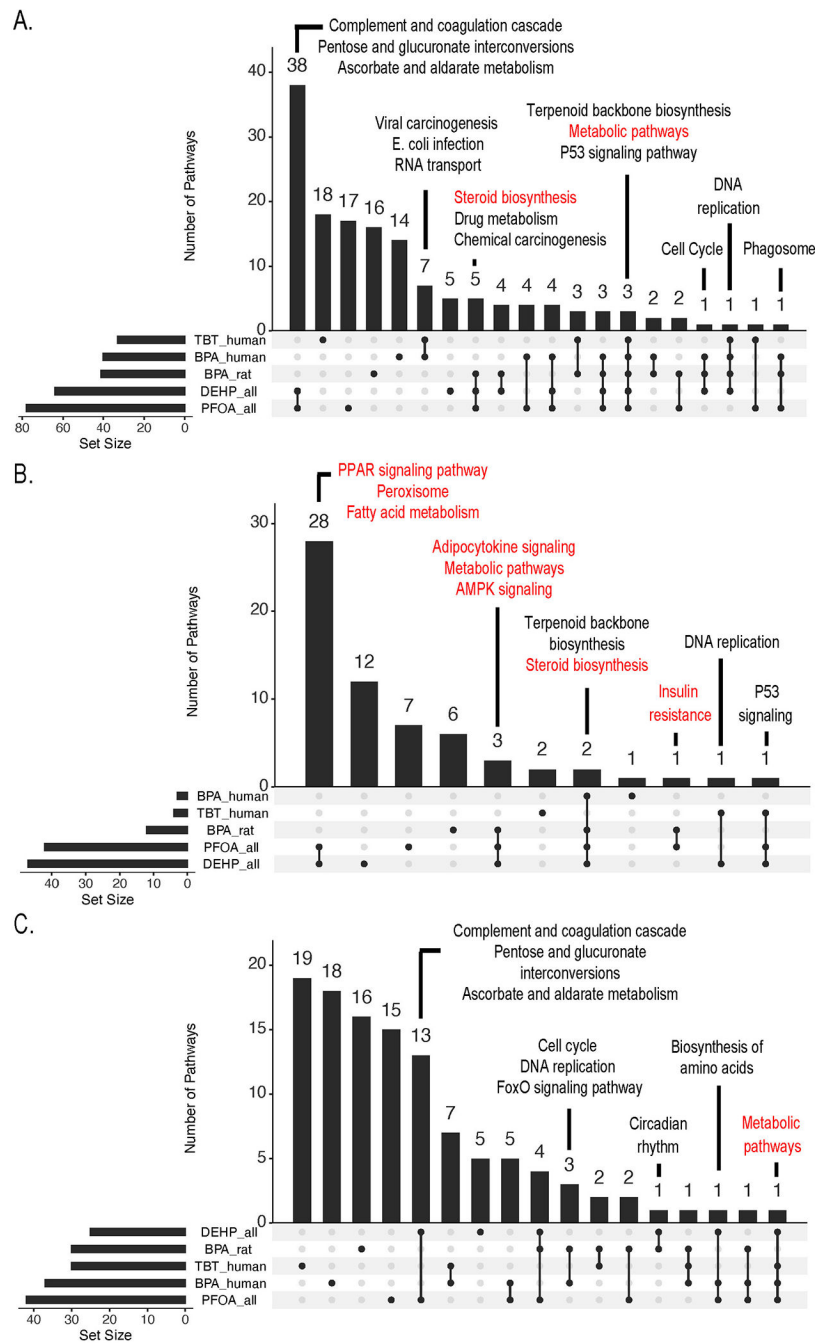 A.
Complement and coagulation cascade
Pentose and glucuronate interconversions
Ascorbate and aldarate metabolism
Number of Pathways
40
30
20
10
0
38
18
17
16
14
7
5
5
4
4
4
3
3
3
2
2
1
1
1
1
Viral carcinogenesis
E. coli infection
RNA transport
Steroid biosynthesis
Drug metabolism
Chemical carcinogenesis
Terpenoid backbone biosynthesis
Metabolic pathways
P53 signaling pathway
Cell Cycle
DNA
replication
Phagosome
TBT_human
BPA_human
BPA_rat
DEHP_all
PFOA_all
80 60 40 20 0
Set Size
B.
PPAR signaling pathway
Peroxisome
Fatty acid metabolism
Number of Pathways
30
20
10
0
28
12
7
6
3
2
2
1
1
1
1
Adipocytokine signaling
Metabolic pathways
AMPK signaling
Terpenoid backbone
biosynthesis
Steroid biosynthesis
Insulin
resistance
DNA replication
P53
signaling
BPA_human
TBT_human
BPA_rat
PFOA_all
DEHP_all
40 30 20 10 0
Set Size
C.
Complement and coagulation cascade
Pentose and glucuronate
interconversions
Ascorbate and aldarate metabolism
Number of Pathways
20
15
10
5
0
19
18
16
15
13
7
5
5
4
3
2
2
1
1
1
1
1
Cell cycle
DNA replication
FoxO signaling pathway
Circadian
rhythm
Biosynthesis of
amino acids
Metabolic
pathways
DEHP_all
BPA_rat
TBT_human
BPA_human
PFOA_all
40 30 20 10 0
Set Size